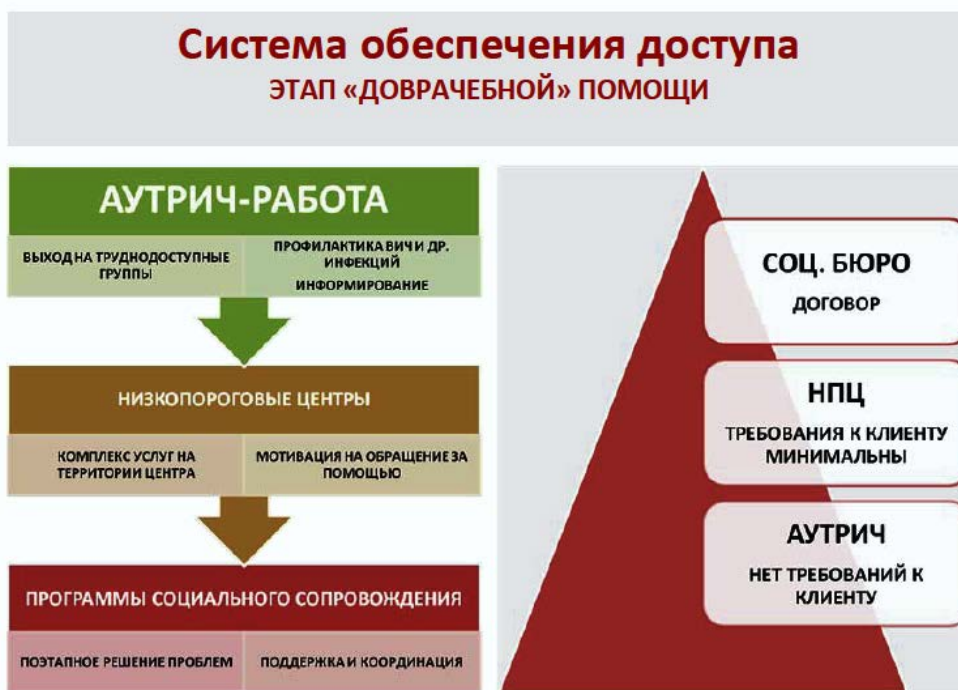 Система обеспечения доступа
ЭТАП «ДОВРАЧЕБНОЙ» ПОМОЩИ
АУТРИЧ-РАБОТА
ВЫХОД НА ТРУДНОДОСТУПНЫЕ
ГРУППЫ
ПРОФИЛАКТИКА ВИЧ И ДР.
ИНФЕКЦИЙ
ИНФОРМИРОВАНИЕ
НИЗКОПОРОГОВЫЕ ЦЕНТРЫ
КОМПЛЕКС УСЛУГ НА
ТЕРРИТОРИИ ЦЕНТРА
МОТИВАЦИЯ НА ОБРАЩЕНИЕ ЗА
ПОМОЩЬЮ
ПРОГРАММЫ СОЦИАЛЬНОГО СОПРОВОЖДЕНИЯ
ПОЭТАПНОЕ РЕШЕНИЕ ПРОБЛЕМ
ПОДДЕРЖКА И КООРДИНАЦИЯ
СОЦ. БЮРО
ДОГОВОР
НПЦ
ТРЕБОВАНИЯ К КЛИЕНТУ
МИНИМАЛЬНЫ
АУТРИЧ
НЕТ ТРЕБОВАНИЙ К
КЛИЕНТУ